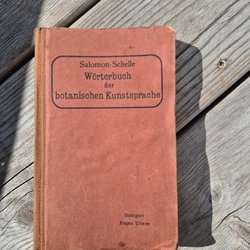 Salomon-Schelle
Wörterbuch
der
botanischen Kunstsprache
Stuttgart
Eugen Ulmer